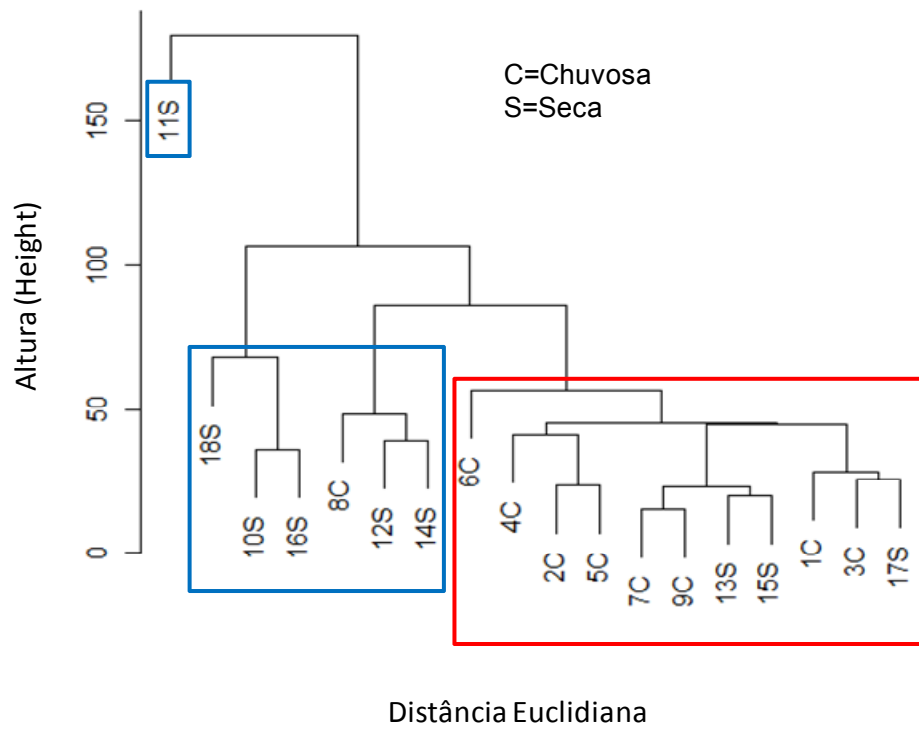 C=Chuvosa
S=Seca
Altura (Height)
150
100
50
0
11S
18S
10S
16S
8C
12S
14S
6C
4C
2C
5C
7C
9C
13S
15S
1C
3C
17S
Distância Euclidiana